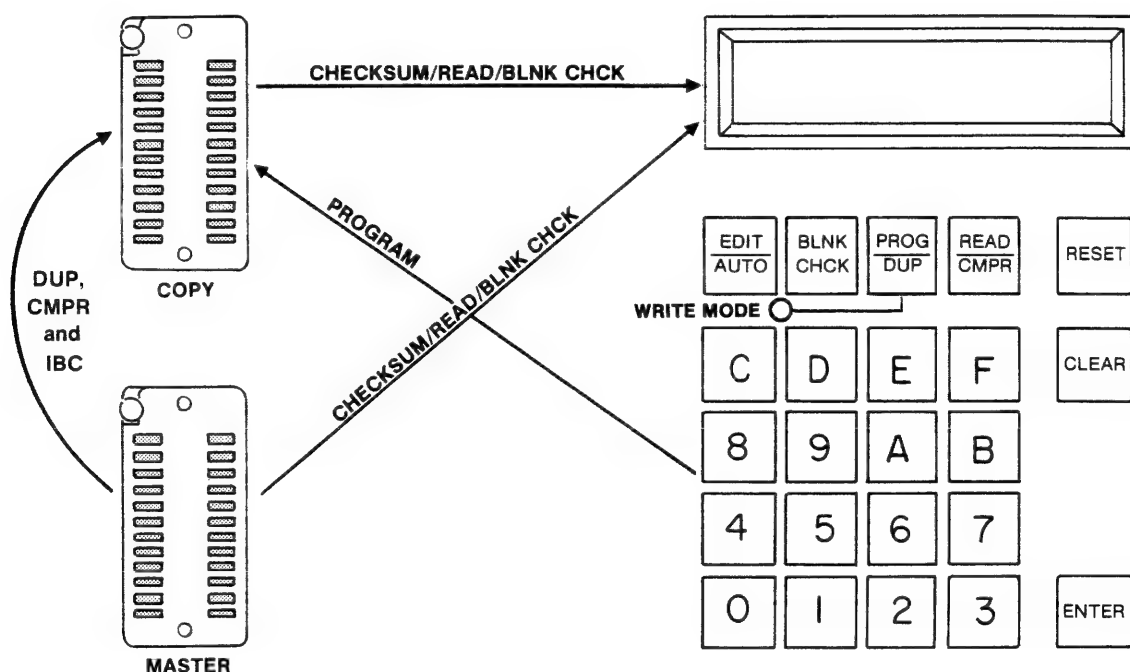 CHECKSUM/READ/BLNK CHCK
PROGRAM
CHECKSUM/READ/BLNK CHCK
DUP,
CMPR
and
IBC
COPY
MASTER
EDIT
AUTO
BLNK
CHCK
PROG
DUP
READ
CMPR
RESET
WRITE MODE
C D E F
CLEAR
8 9 A B
4 5 6 7
0 1 2 3
ENTER